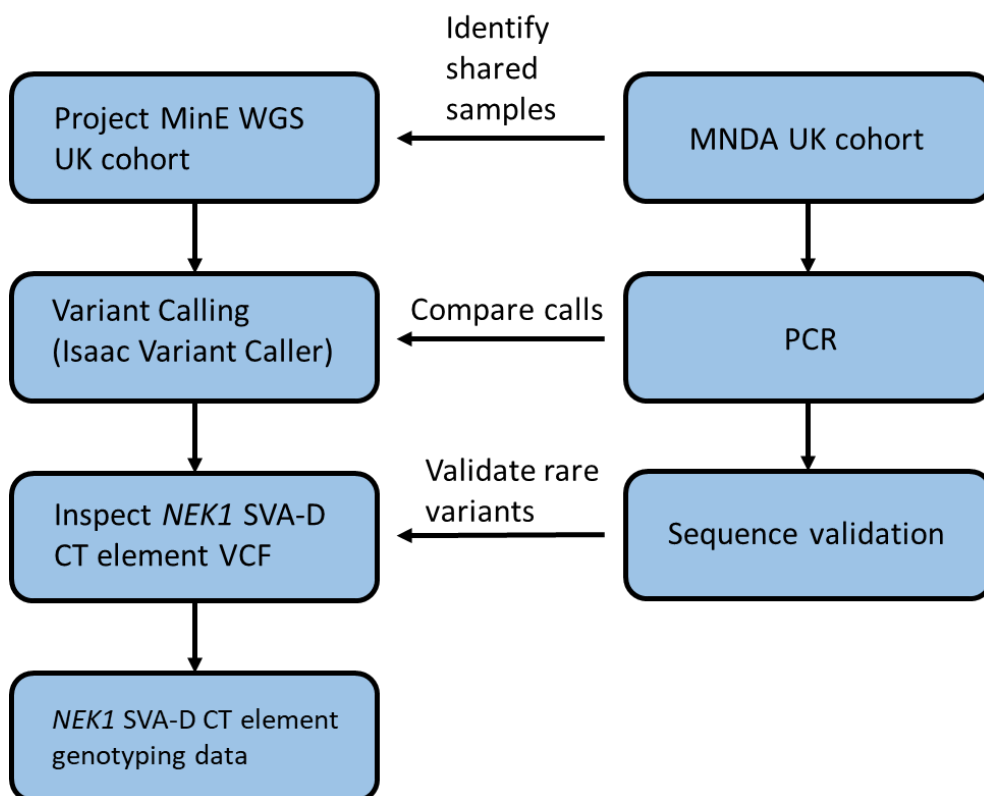 Identify
shared
samples
Project MinE WGS
UK cohort
MNDA UK cohort
Variant Calling
(Isaac Variant Caller)
Compare calls
PCR
Inspect NEK1 SVA-D
CT element VCF
Validate rare
variants
Sequence validation
NEK1 SVA-D CT element
genotyping data